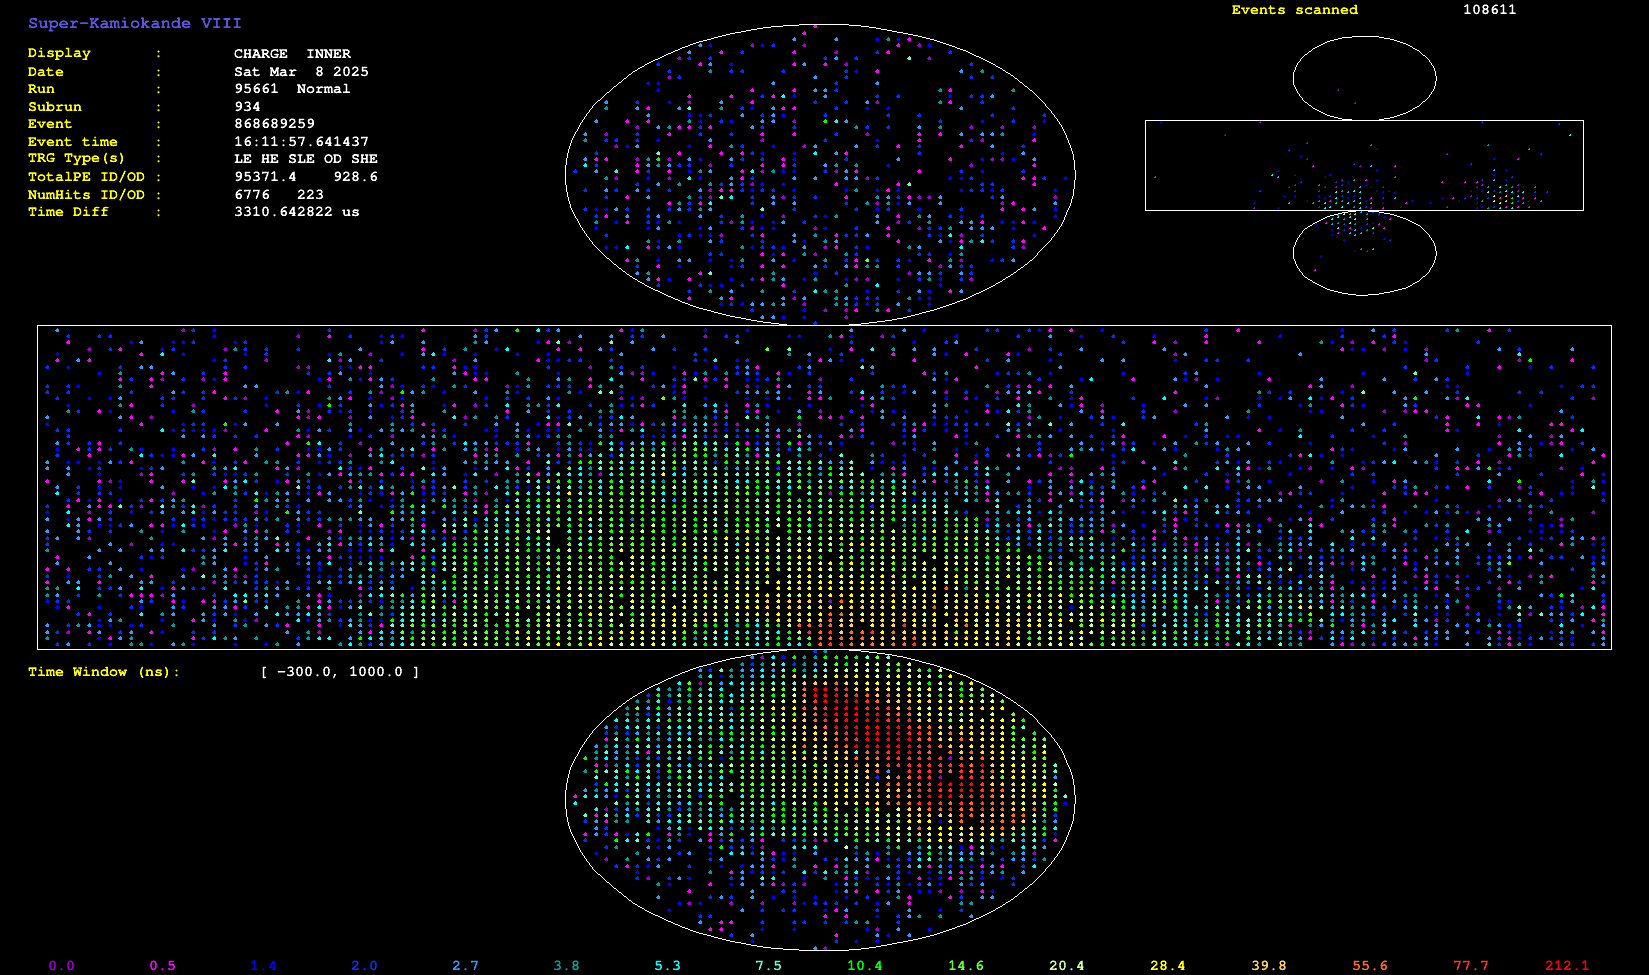 Super-Kamiokande VIII
Events scanned 108611
Display : CHARGE INNER
Date : Sat Mar 8 2025
Run : 95661 Normal
Subrun : 934
Event : 868689259
Event time : 16:11:57.641437
TRG Type(s) : LE HE SLE OD SHE
TotalPE ID/OD : 95371.4 928.6
NumHits ID/OD : 6776 223
Time Diff : 3310.642822 us
Time Window (ns): [ -300.0, 1000.0 ]
0.0 0.5 1.4 2.0 2.7 3.8 5.3 7.5 10.4 14.6 20.4 28.4 39.8 55.6 77.7 212.1